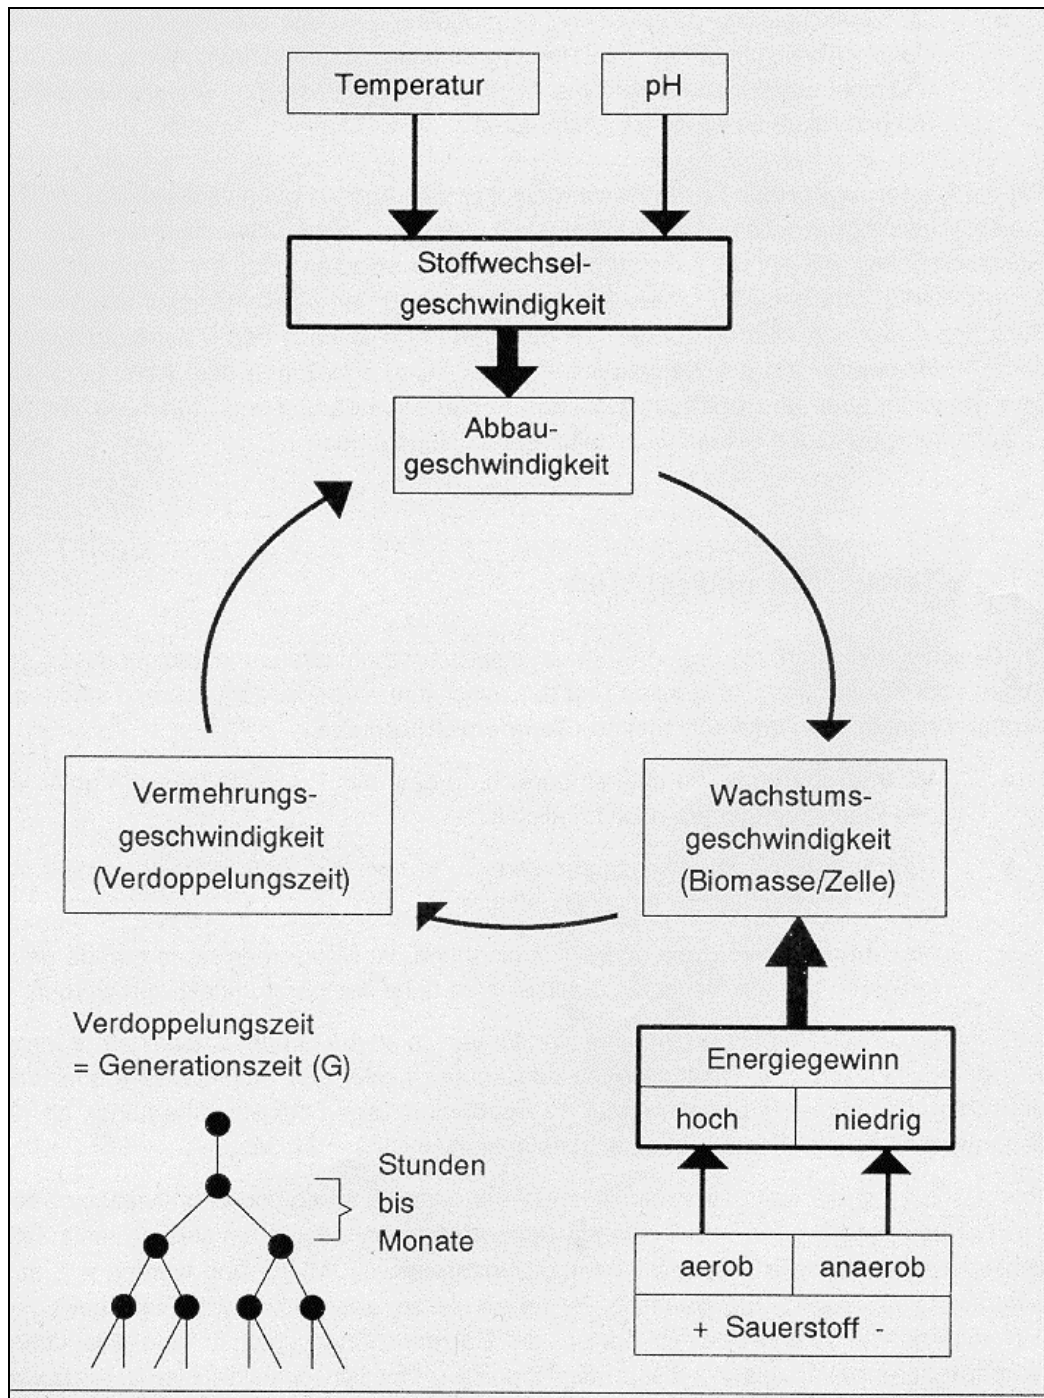 Temperatur
pH
Stoffwechsel-
geschwindigkeit
Abbau-
geschwindigkeit
Vermehrungs-
geschwindigkeit
(Verdoppelungszeit)
Wachstums-
geschwindigkeit
(Biomasse/Zelle)
Verdoppelungszeit
= Generationszeit (G)
Stunden
bis
Monate
Energiegewinn
hoch
niedrig
aerob
anaerob
+ Sauerstoff -